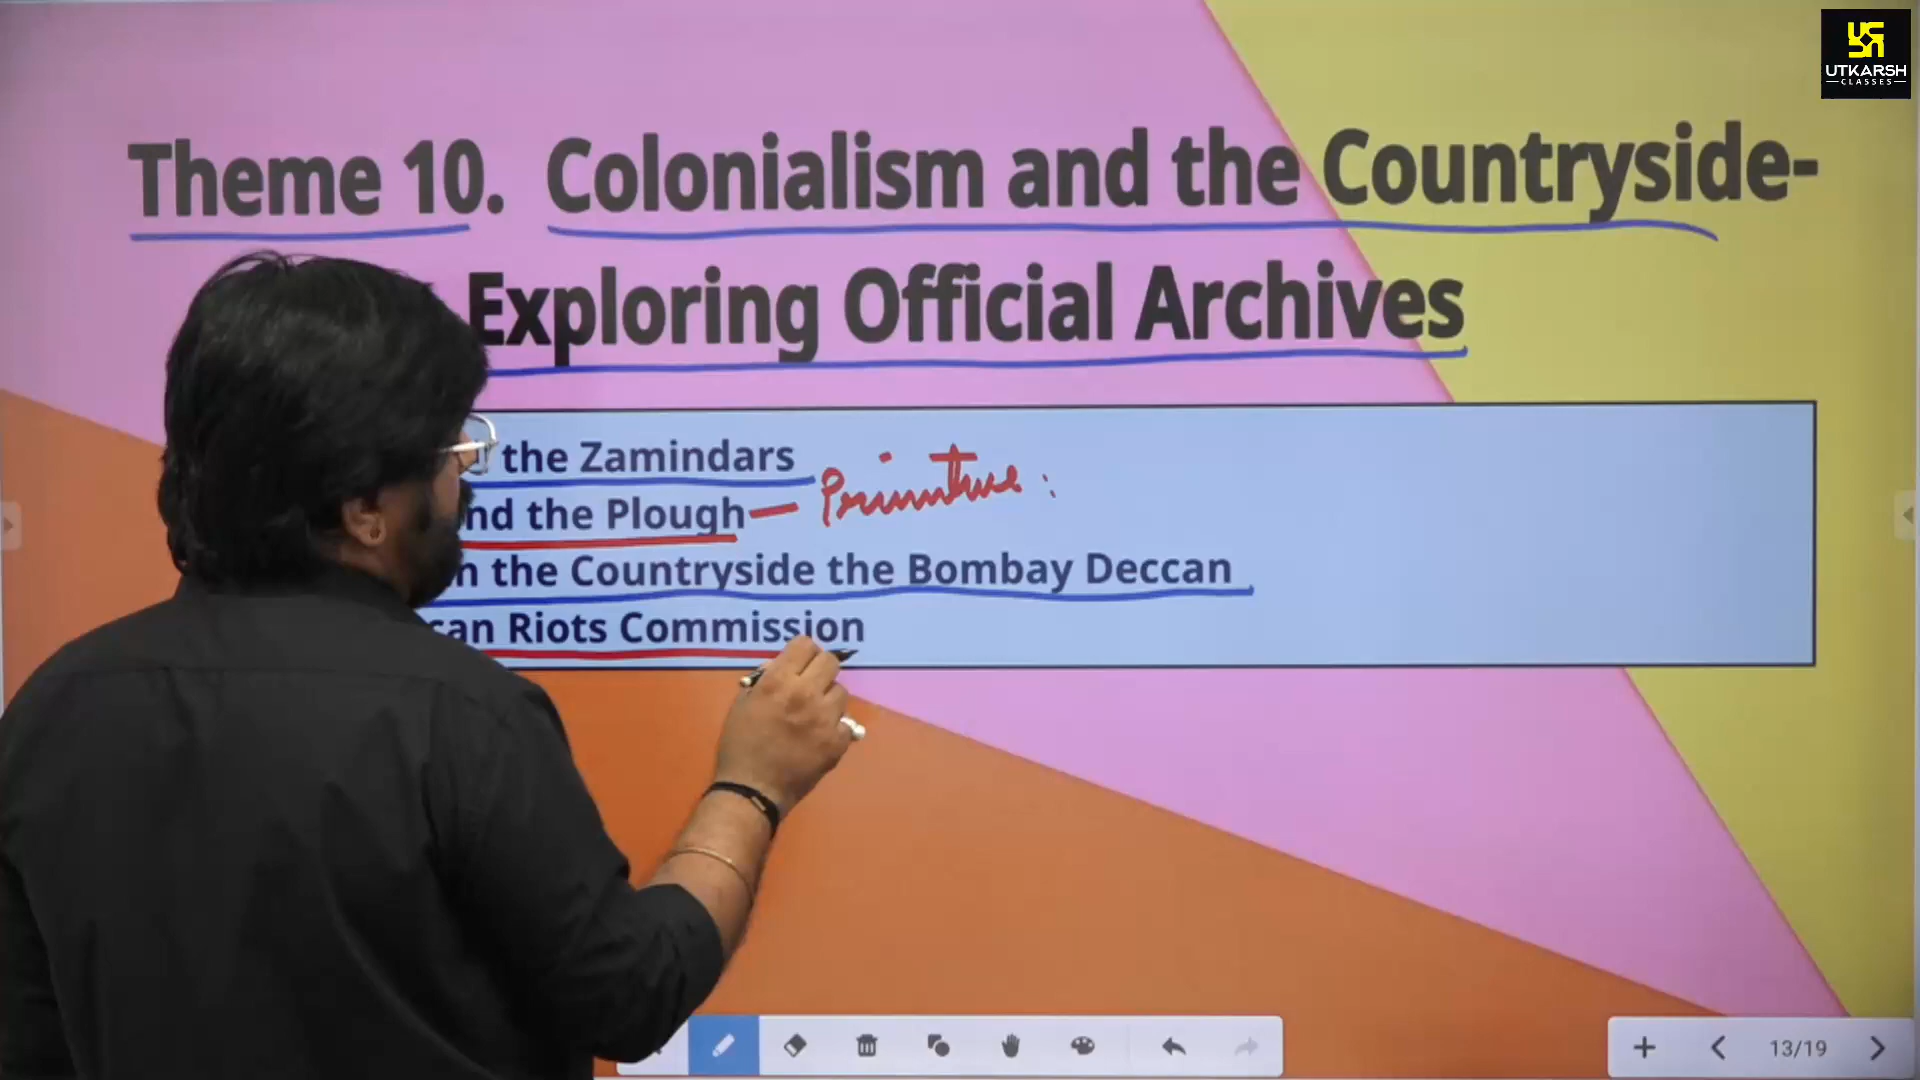 UTKARSH
CLASSES
Theme 10. Colonialism and the Countryside-
Exploring Official Archives
the Zamindars
nd the Plough — Primitive :
n the Countryside the Bombay Deccan
can Riots Commission
13/19